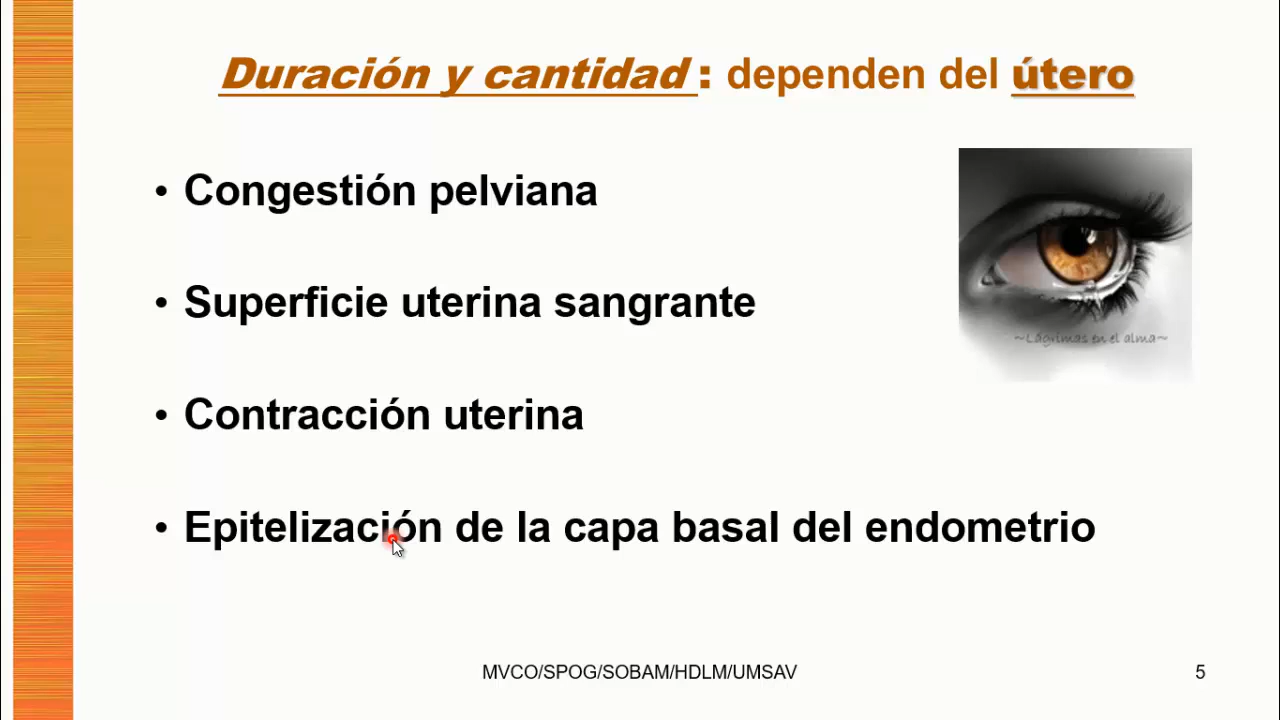 Duración y cantidad : dependen del útero
• Congestión pelviana
• Superficie uterina sangrante
~Lágrimas en el alma~
• Contracción uterina
• Epitelización de la capa basal del endometrio
MVCO/SPOG/SOBAM/HDLM/UMSAV
5